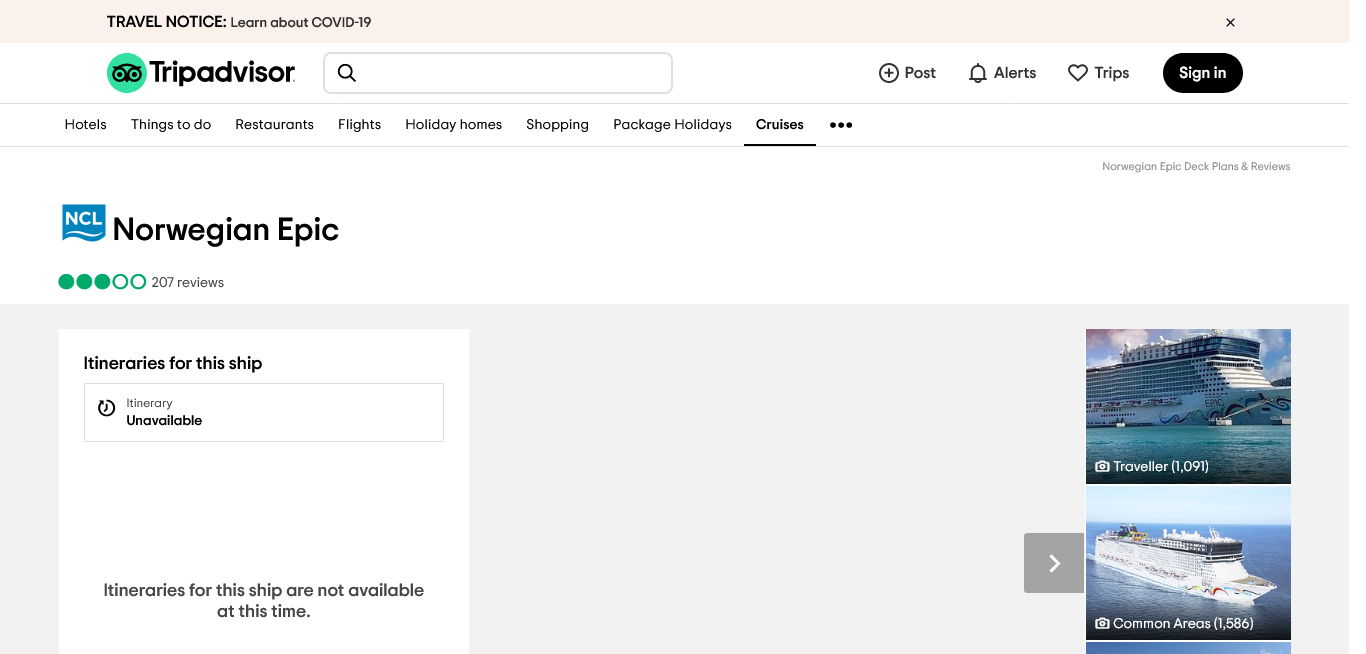 TRAVEL NOTICE: Learn about COVID-19
Tripadvisor
Post
Alerts
Trips
Sign in
Hotels
Things to do
Restaurants
Flights
Holiday homes
Shopping
Package Holidays
Cruises
Norwegian Epic Deck Plans & Reviews
NCL
Norwegian Epic
207 reviews
Itineraries for this ship
Itinerary
Unavailable
Itineraries for this ship are not available
at this time.
EPIC
Traveller (1,091)
Common Areas (1,586)